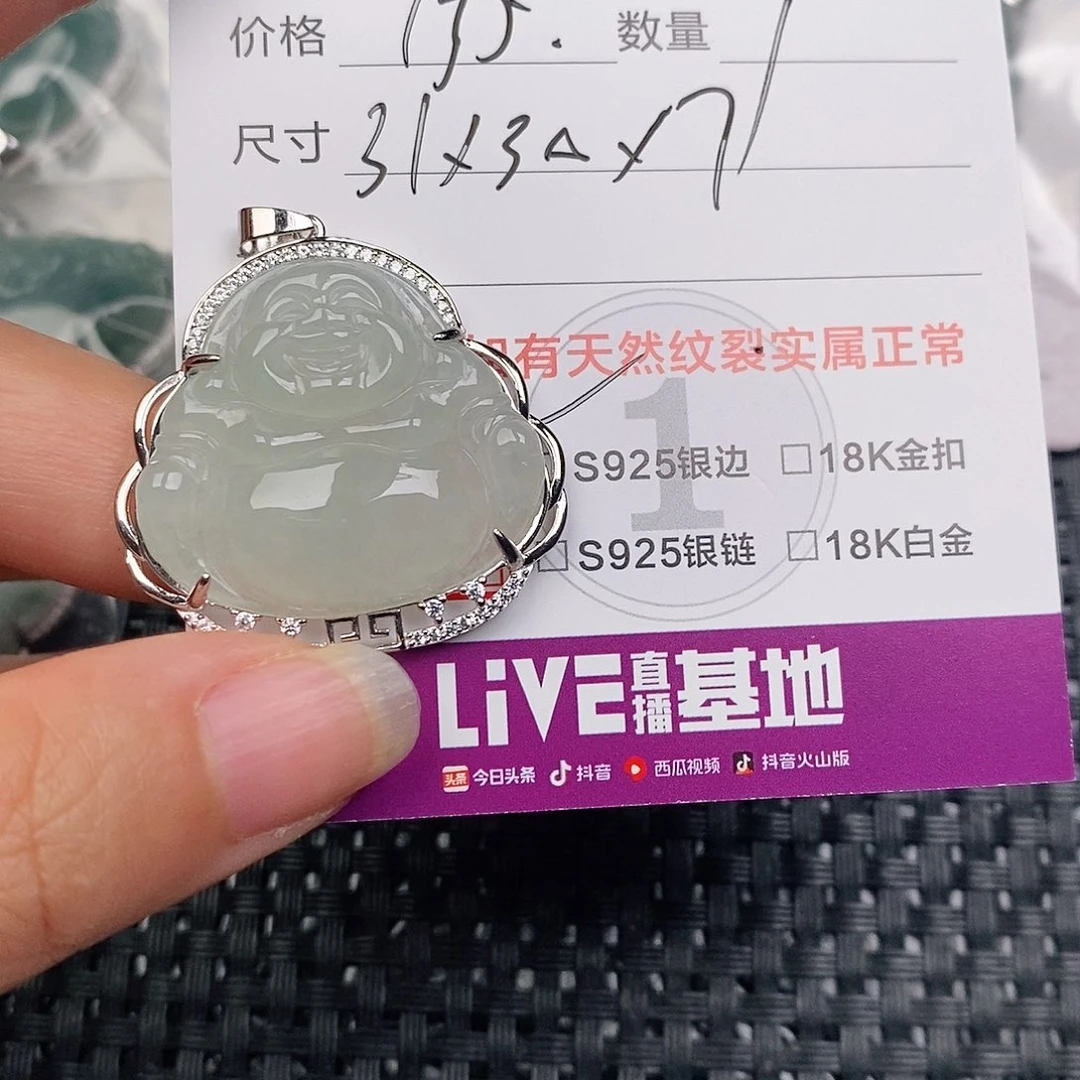 价格 135. 数量 1
尺寸 31x34x7
有天然纹裂实属正常
1
S925银边 □18K金扣
□S925银链 □18K白金
LiVE直播基地
头条 今日头条 抖音 西瓜视频 抖音火山版